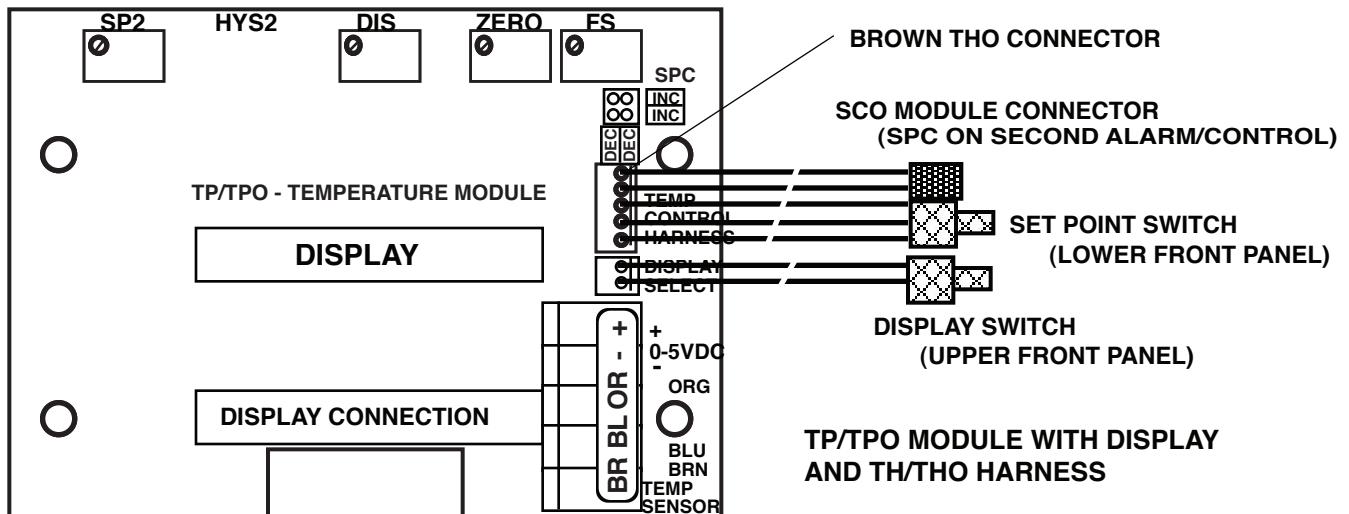 SP2 HYS2 DIS ZERO FS
BROWN THO CONNECTOR
SPC
INC
INC
DEC
DEC
SCO MODULE CONNECTOR
(SPC ON SECOND ALARM/CONTROL)
TP/TPO - TEMPERATURE MODULE
TEMP
CONTROL
HARNESS
SET POINT SWITCH
(LOWER FRONT PANEL)
DISPLAY
DISPLAY
SELECT
DISPLAY SWITCH
(UPPER FRONT PANEL)
BR BL OR - +
+
0-5VDC
-
ORG
DISPLAY CONNECTION
BLU
BRN
TEMP
SENSOR
TP/TPO MODULE WITH DISPLAY
AND TH/THO HARNESS